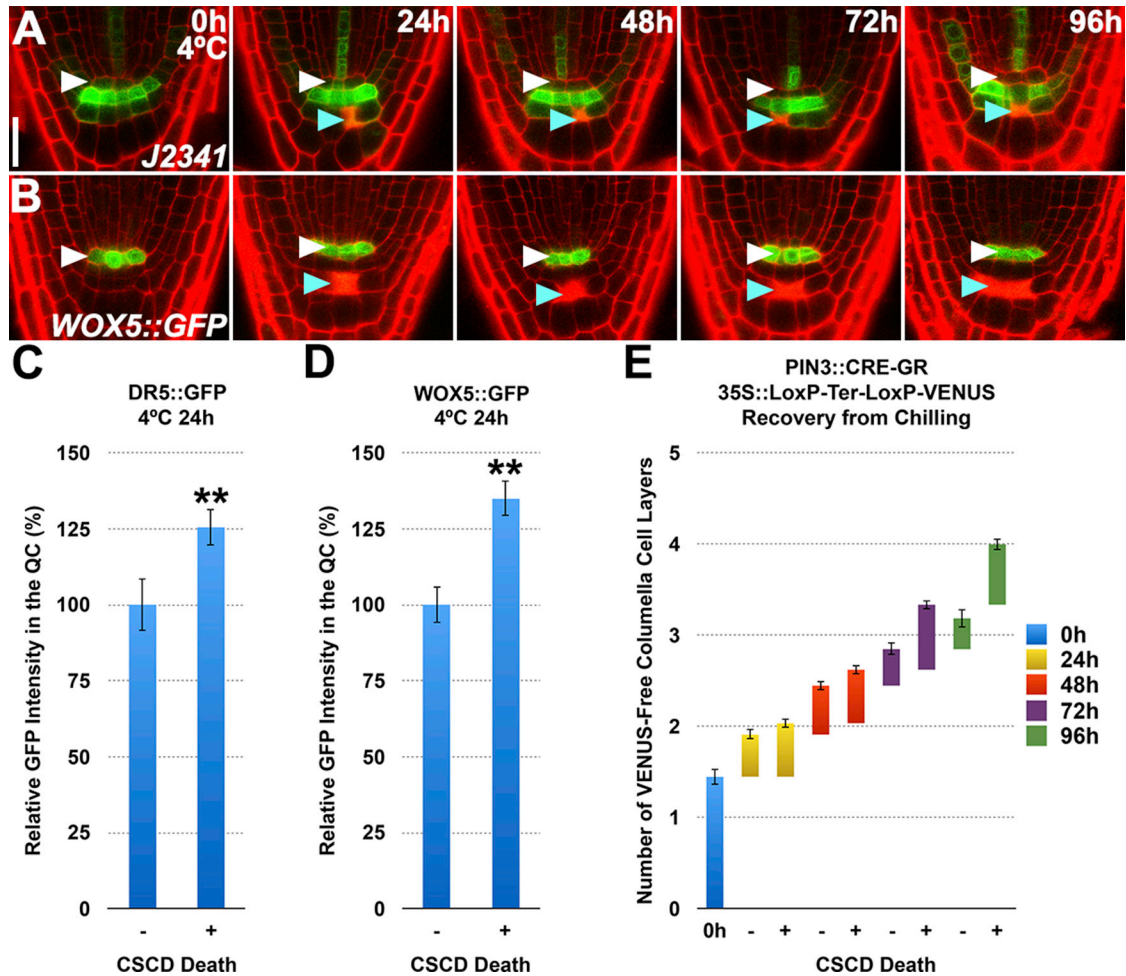 A
0h
4ºC
24h
48h
72h
96h
J2341
B
WOX5::GFP
C
DR5::GFP
4ºC 24h
Relative GFP Intensity in the QC (%)
150
125
100
75
50
25
0
**
- +
CSCD Death
D
WOX5::GFP
4ºC 24h
Relative GFP Intensity in the QC (%)
150
125
100
75
50
25
0
**
- +
CSCD Death
E
PIN3::CRE-GR
35S::LoxP-Ter-LoxP-VENUS
Recovery from Chilling
Number of VENUS-Free Columella Cell Layers
5
4
3
2
1
0
0h - + - + - + - +
CSCD Death
0h
24h
48h
72h
96h